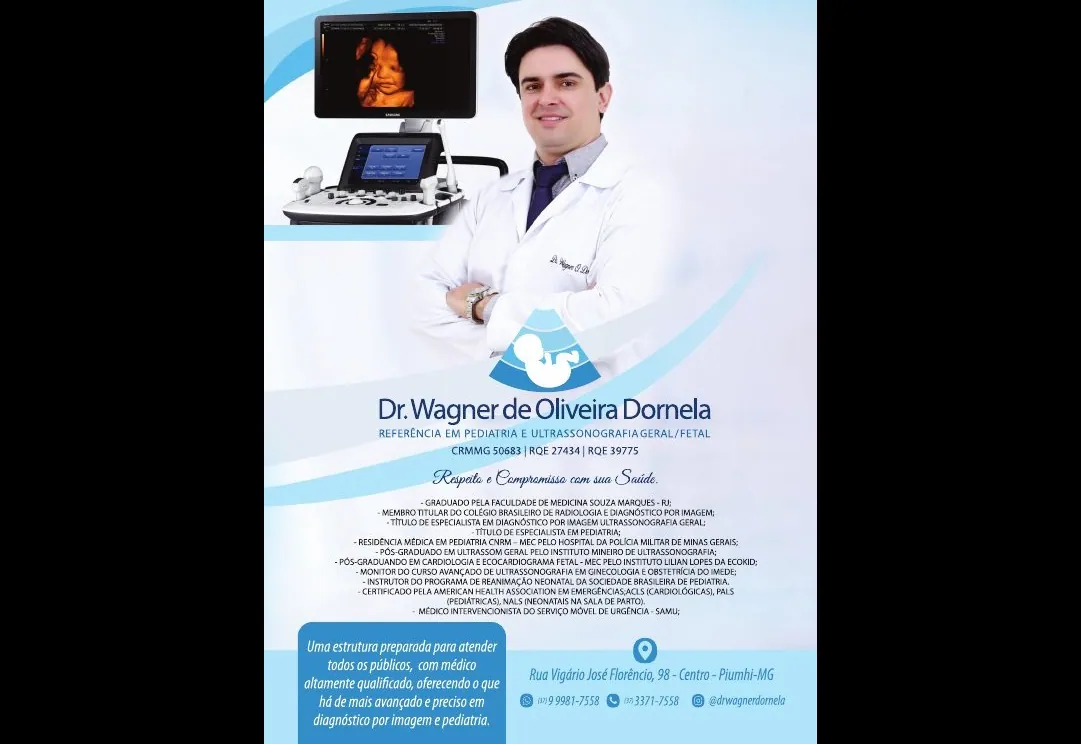 SAMSUNG
Dr. Wagner O. Do
Dr. Wagner de Oliveira Dornela
REFERÊNCIA EM PEDIATRIA E ULTRASSONOGRAFIA GERAL/FETAL
CRMMG 50683 | RQE 27434 | RQE 39775
Respeito e Compromisso com sua Saúde.
- GRADUADO PELA FACULDADE DE MEDICINA SOUZA MARQUES - RJ;
- MEMBRO TITULAR DO COLÉGIO BRASILEIRO DE RADIOLOGIA E DIAGNÓSTICO POR IMAGEM;
- TÍTULO DE ESPECIALISTA EM DIAGNÓSTICO POR IMAGEM ULTRASSONOGRAFIA GERAL;
- TÍTULO DE ESPECIALISTA EM PEDIATRIA;
- RESIDÊNCIA MÉDICA EM PEDIATRIA CNRM – MEC PELO HOSPITAL DA POLÍCIA MILITAR DE MINAS GERAIS;
- PÓS-GRADUADO EM ULTRASSOM GERAL PELO INSTITUTO MINEIRO DE ULTRASSONOGRAFIA;
- PÓS-GRADUANDO EM CARDIOLOGIA E ECOCARDIOGRAMA FETAL - MEC PELO INSTITUTO LILIAN LOPES DA ECOKID;
- MONITOR DO CURSO AVANÇADO DE ULTRASSONOGRAFIA EM GINECOLOGIA E OBSTETRÍCIA DO IMEDE;
- INSTRUTOR DO PROGRAMA DE REANIMAÇÃO NEONATAL DA SOCIEDADE BRASILEIRA DE PEDIATRIA.
- CERTIFICADO PELA AMERICAN HEALTH ASSOCIATION EM EMERGÊNCIAS;ACLS (CARDIOLÓGICAS), PALS
(PEDIÁTRICAS), NALS (NEONATAIS NA SALA DE PARTO).
- MÉDICO INTERVENCIONISTA DO SERVIÇO MÓVEL DE URGÊNCIA - SAMU;
Uma estrutura preparada para atender
todos os públicos, com médico
altamente qualificado, oferecendo o que
há de mais avançado e preciso em
diagnóstico por imagem e pediatria.
Rua Vigário José Florêncio, 98 - Centro - Piumhi-MG
(37) 9 9981-7558 (37) 3371-7558 @drwagnerdornela